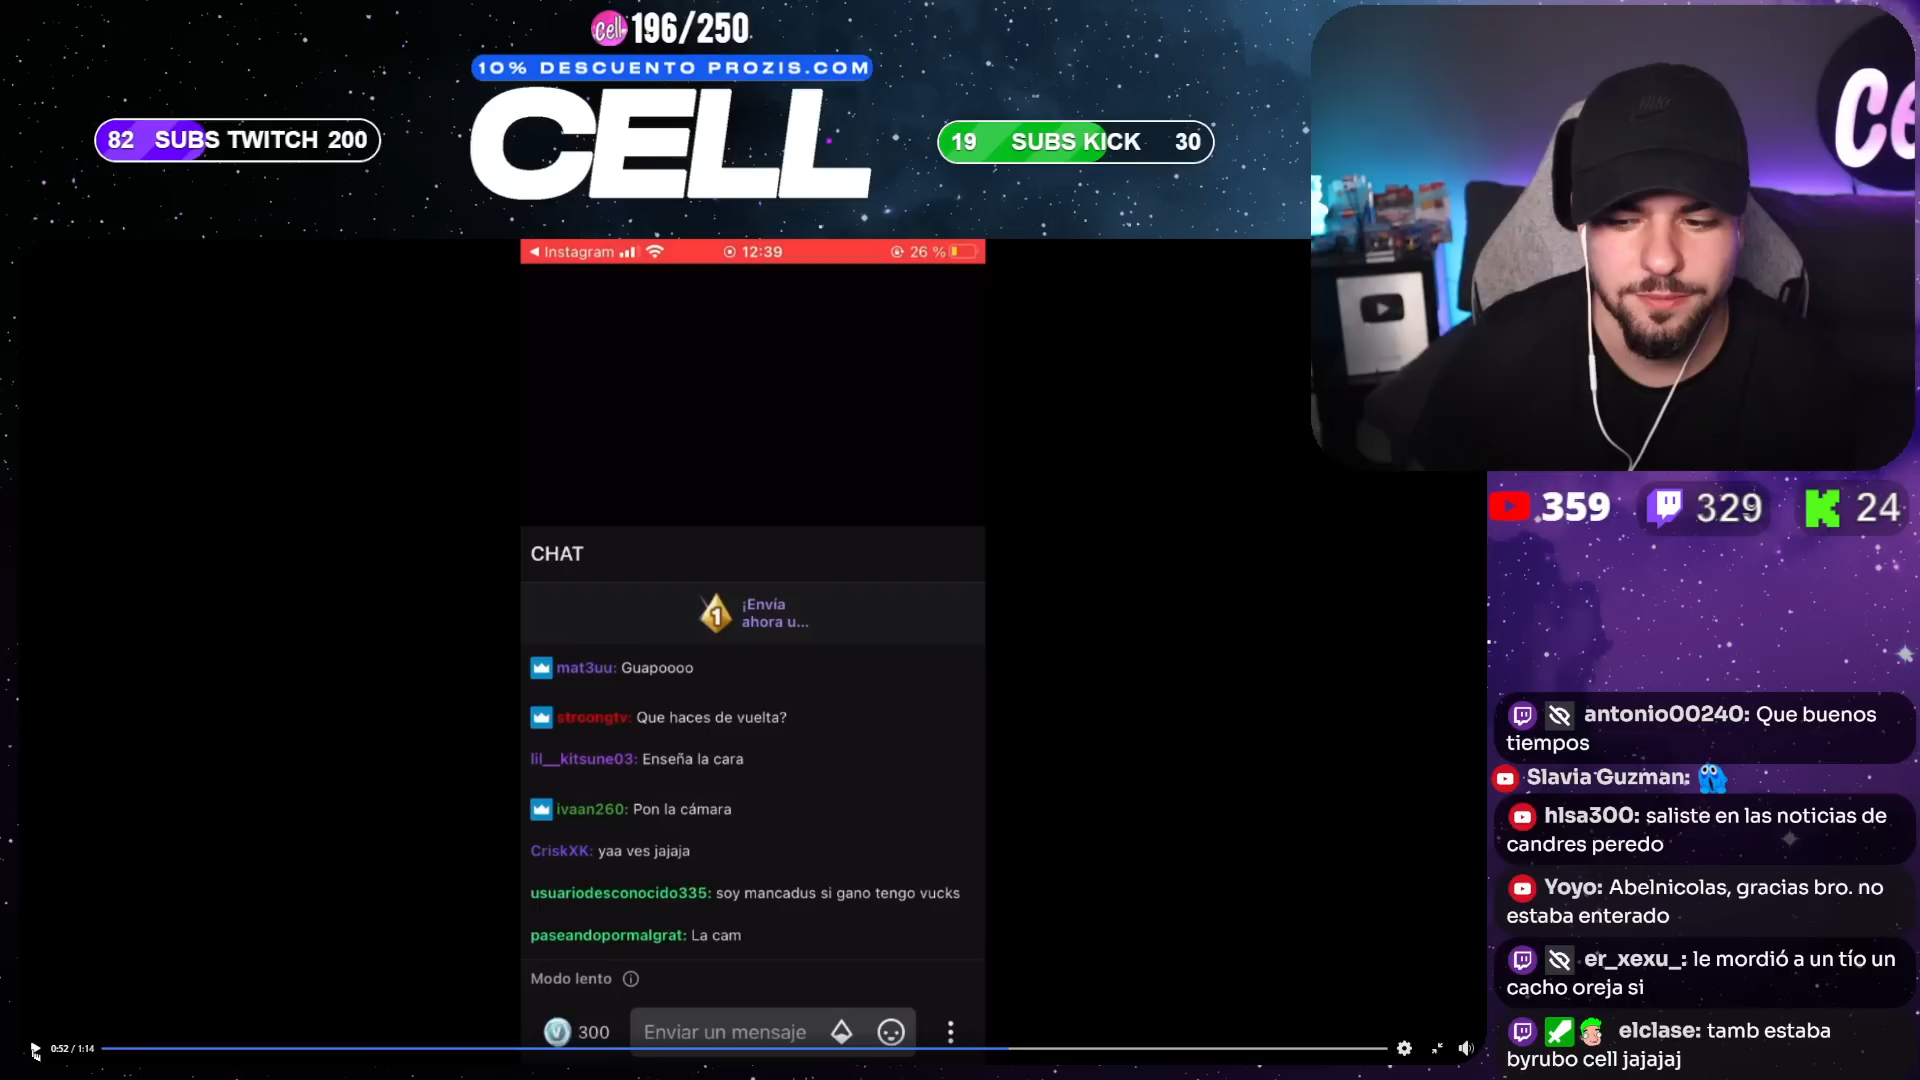 Cell 196/250
10% DESCUENTO PROZIS.COM
CELL
82 SUBS TWITCH 200
19 SUBS KICK 30
Instagram 12:39 26 %
CHAT
1 ¡Envía
ahora u...
mat3uu: Guapoooo
stroongtv: Que haces de vuelta?
lil__kitsune03: Enseña la cara
ivaan260: Pon la cámara
CriskXK: yaa ves jajaja
usuariodesconocido335: soy mancadus si gano tengo vucks
paseandopormalgrat: La cam
Modo lento
300 Enviar un mensaje
0:52 / 1:14
Ce
359 329 K 24
antonio00240: Que buenos
tiempos
Slavia Guzman:
hlsa300: saliste en las noticias de
candres peredo
Yoyo: Abelnicolas, gracias bro. no
estaba enterado
er_xexu_: le mordió a un tío un
cacho oreja si
elclase: tamb estaba
byrubo cell jajajaj